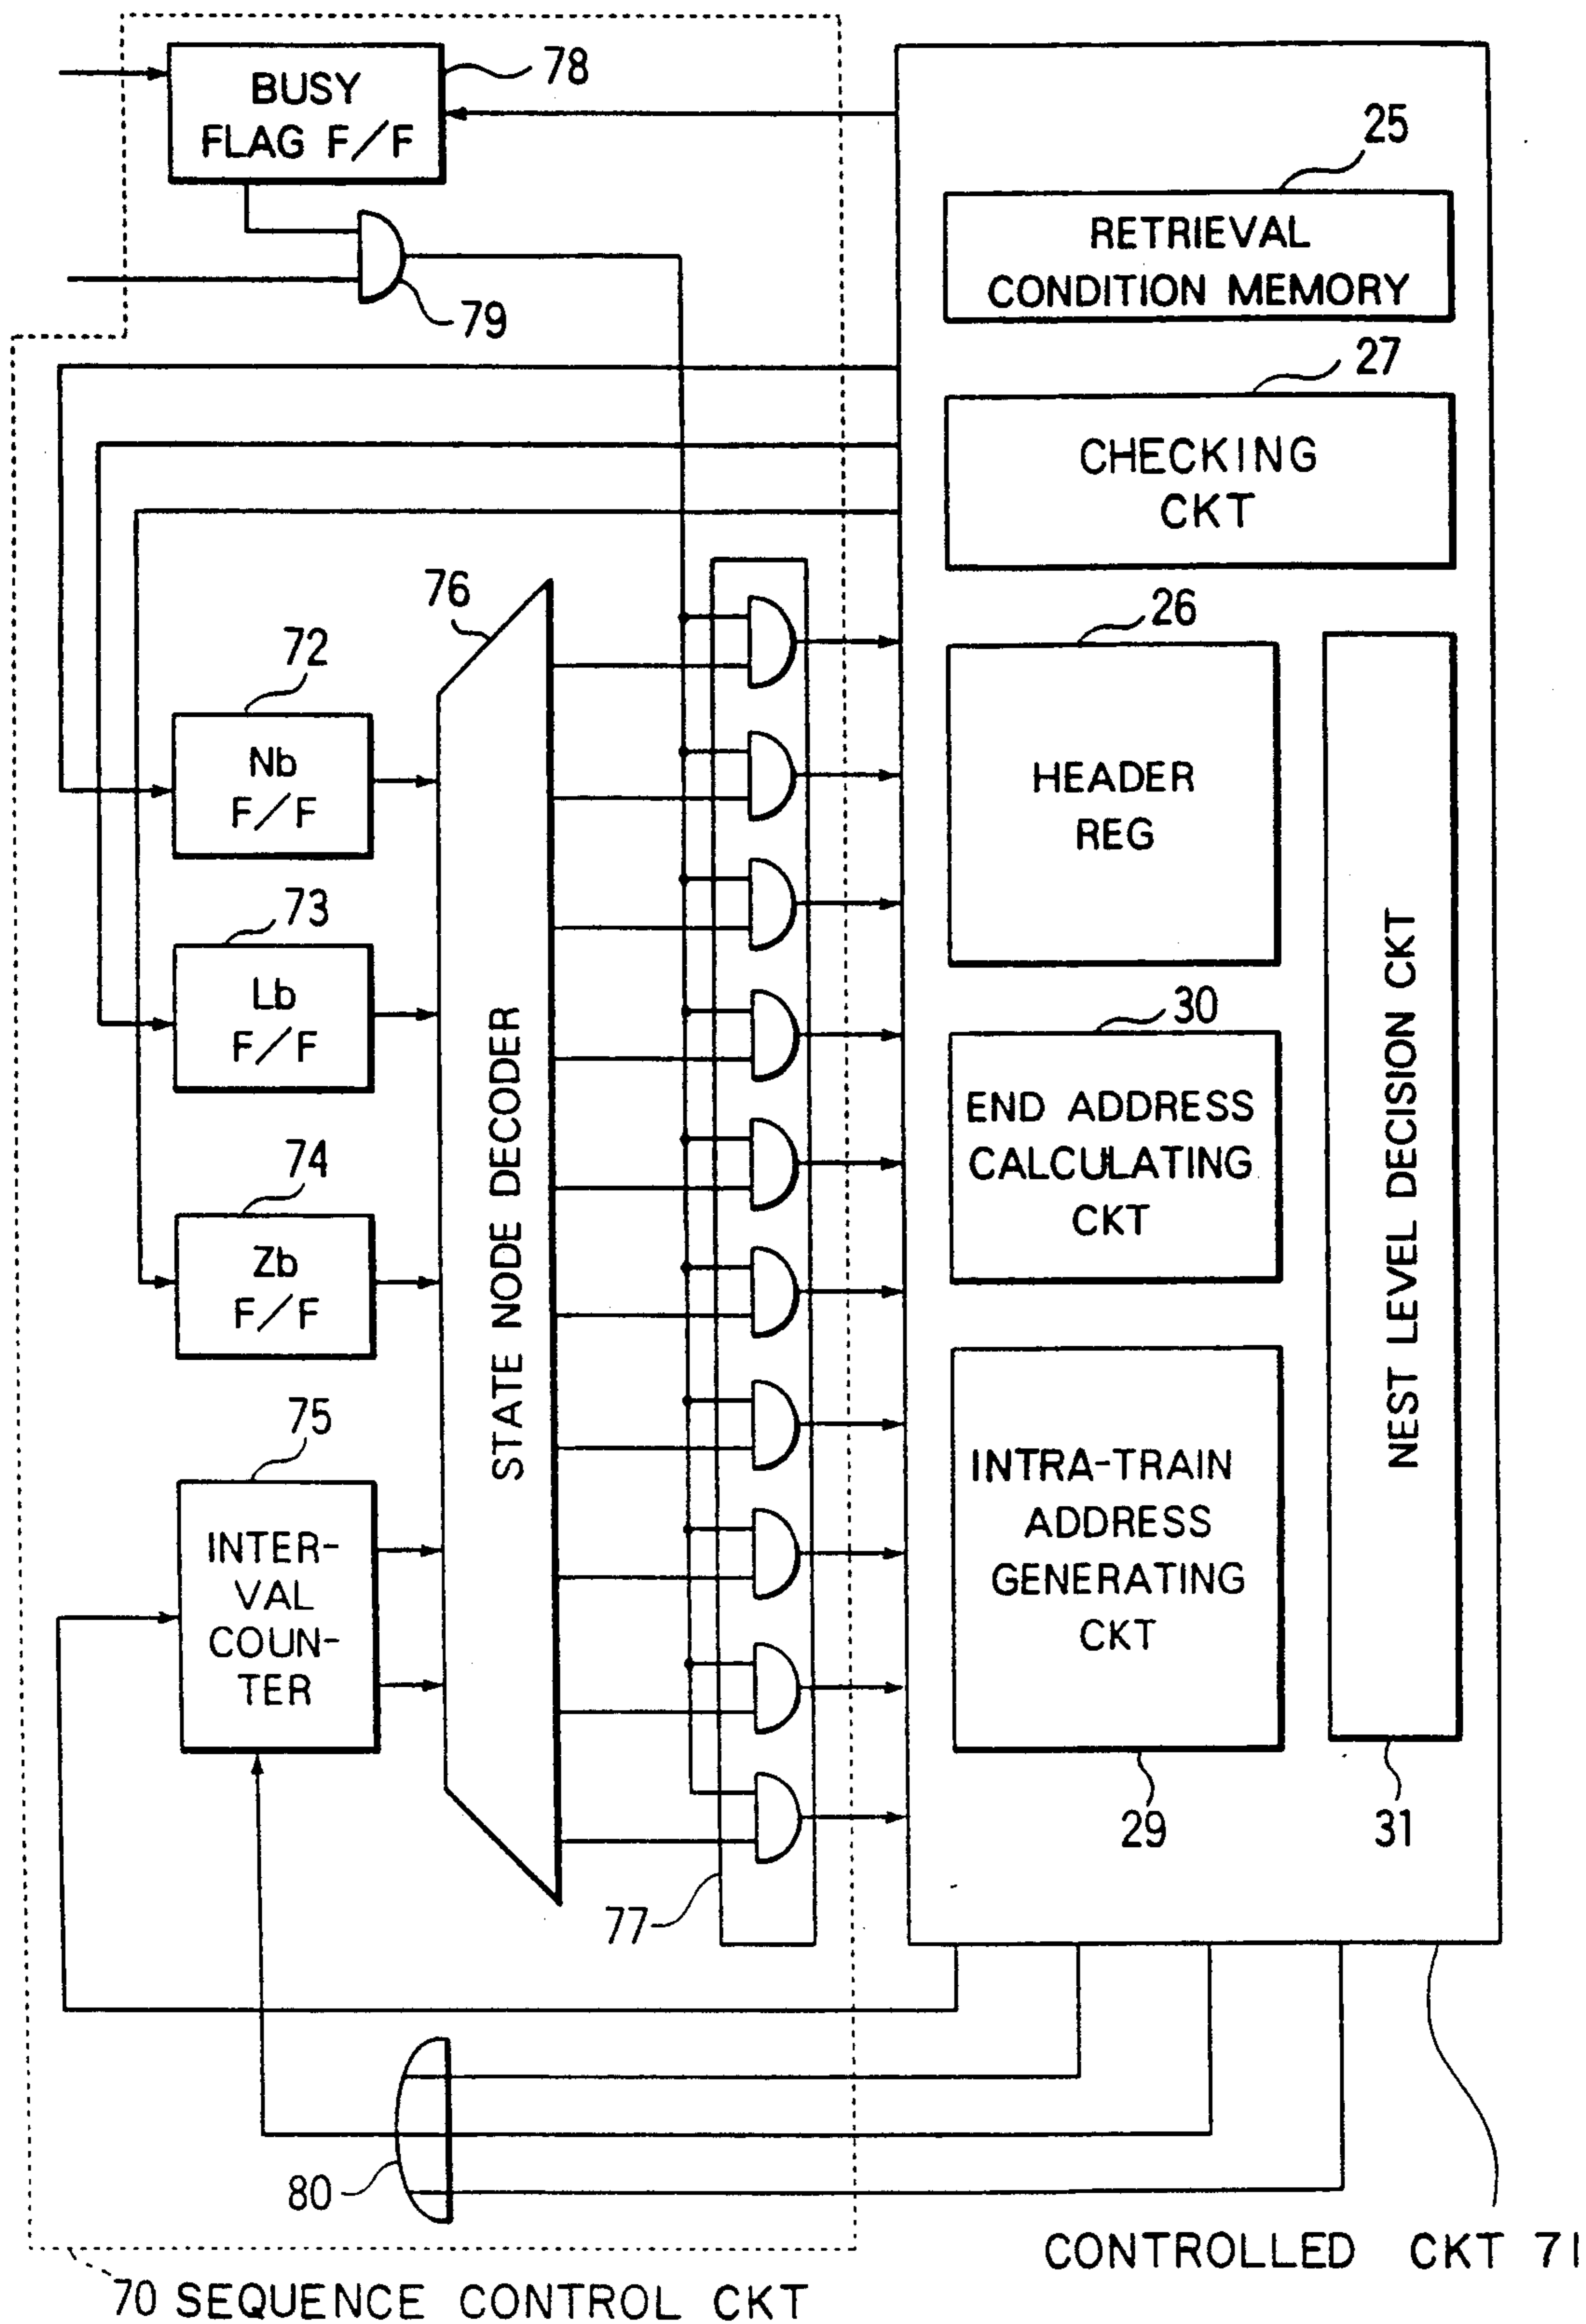 78
BUSY
FLAG F/F
79
25
RETRIEVAL
CONDITION MEMORY
27
CHECKING
CKT
76
72
Nb
F/F
73
Lb
F/F
74
Zb
F/F
75
INTER-
VAL
COUN-
TER
STATE NODE DECODER
77
26
HEADER
REG
30
END ADDRESS
CALCULATING
CKT
INTRA-TRAIN
ADDRESS
GENERATING
CKT
29
NEST LEVEL DECISION CKT
31
80
CONTROLLED CKT 71
70 SEQUENCE CONTROL CKT